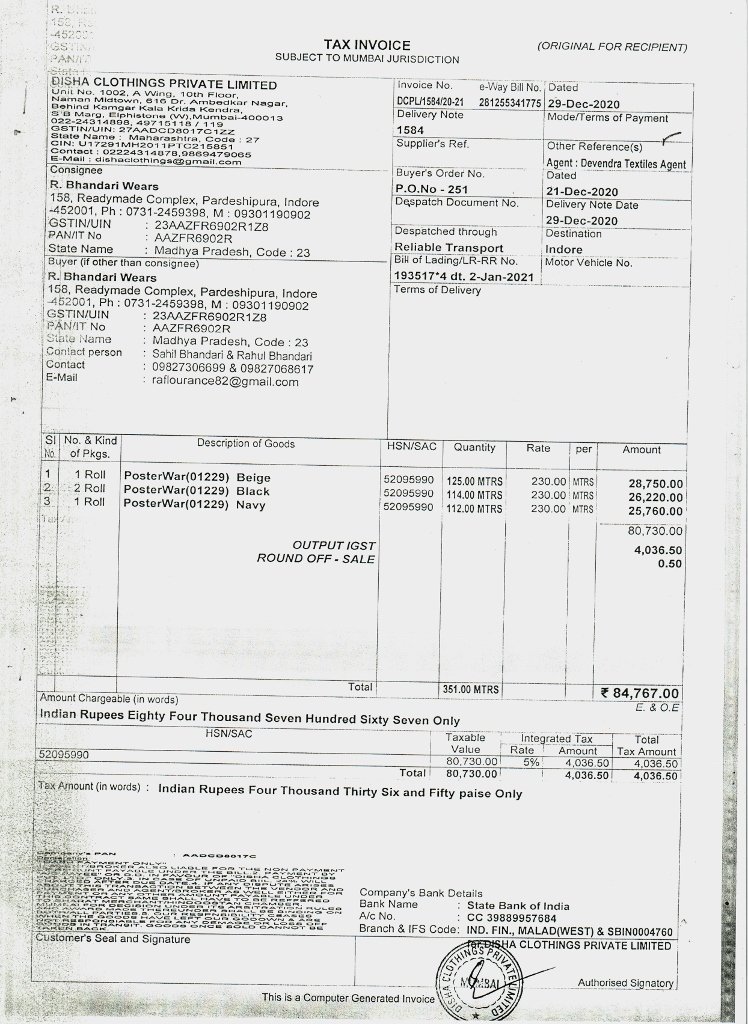 TAX INVOICE
(ORIGINAL FOR RECIPIENT)
SUBJECT TO MUMBAI JURISDICTION
DISHA CLOTHINGS PRIVATE LIMITED
Unit No. 1002, A Wing, 10th Floor,
Naman Midtown, 616 Dr. Ambedkar Nagar,
Behind Kamgar Kala Krida Kendra,
S B Marg, Elphistone (W),Mumbai-400013
022-24314898, 49715118 / 119
GSTIN/UIN: 27AADCD8017C1ZZ
State Name : Maharashtra, Code : 27
CIN: U17291MH2011PTC215851
Contact : 02224314878,9869479065
E-Mail : dishaclothings@gmail.com
Invoice No. e-Way Bill No. Dated
DCPL/1584/20-21 281255341775 29-Dec-2020
Delivery Note Mode/Terms of Payment
1584
Supplier's Ref. Other Reference(s)
Agent : Devendra Textiles Agent
Buyer's Order No. Dated
P.O.No - 251 21-Dec-2020
Despatch Document No. Delivery Note Date
29-Dec-2020
Despatched through Destination
Reliable Transport Indore
Bill of Lading/LR-RR No. Motor Vehicle No.
193517*4 dt. 2-Jan-2021
Terms of Delivery
Consignee
R. Bhandari Wears
158, Readymade Complex, Pardeshipura, Indore
-452001, Ph : 0731-2459398, M : 09301190902
GSTIN/UIN : 23AAZFR6902R1Z8
PAN/IT No : AAZFR6902R
State Name : Madhya Pradesh, Code : 23
Buyer (if other than consignee)
R. Bhandari Wears
158, Readymade Complex, Pardeshipura, Indore
-452001, Ph : 0731-2459398, M : 09301190902
GSTIN/UIN : 23AAZFR6902R1Z8
PAN/IT No : AAZFR6902R
State Name : Madhya Pradesh, Code : 23
Contact person : Sahil Bhandari & Rahul Bhandari
Contact : 09827306699 & 09827068617
E-Mail : raflourance82@gmail.com
Sl No. No. & Kind of Pkgs. Description of Goods HSN/SAC Quantity Rate per Amount
1 1 Roll PosterWar(01229) Beige 52095990 125.00 MTRS 230.00 MTRS 28,750.00
2 2 Roll PosterWar(01229) Black 52095990 114.00 MTRS 230.00 MTRS 26,220.00
3 1 Roll PosterWar(01229) Navy 52095990 112.00 MTRS 230.00 MTRS 25,760.00
80,730.00
OUTPUT IGST 4,036.50
ROUND OFF - SALE 0.50
Total 351.00 MTRS ₹ 84,767.00
Amount Chargeable (in words) E. & O.E
Indian Rupees Eighty Four Thousand Seven Hundred Sixty Seven Only
HSN/SAC Taxable Value Integrated Tax Total
Rate Amount Tax Amount
52095990 80,730.00 5% 4,036.50 4,036.50
Total 80,730.00 4,036.50 4,036.50
Tax Amount (in words) : Indian Rupees Four Thousand Thirty Six and Fifty paise Only
Company's PAN : AADCD8017C
Company's Bank Details
Bank Name : State Bank of India
A/c No. : CC 39889957684
Branch & IFS Code: IND. FIN., MALAD(WEST) & SBIN0004760
Customer's Seal and Signature
for DISHA CLOTHINGS PRIVATE LIMITED
DISHA CLOTHINGS PRIVATE LIMITED
MUMBAI
Authorised Signatory
This is a Computer Generated Invoice